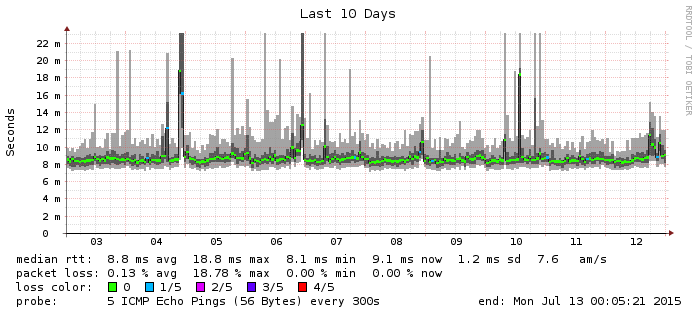 Last 10 Days
RRDTOOL / TOBI OETIKER
Seconds
22 m
20 m
18 m
16 m
14 m
12 m
10 m
8 m
6 m
4 m
2 m
0
03 04 05 06 07 08 09 10 11 12
median rtt: 8.8 ms avg 18.8 ms max 8.1 ms min 9.1 ms now 1.2 ms sd 7.6 am/s
packet loss: 0.13 % avg 18.78 % max 0.00 % min 0.00 % now
loss color: 0 1/5 2/5 3/5 4/5
probe: 5 ICMP Echo Pings (56 Bytes) every 300s end: Mon Jul 13 00:05:21 2015